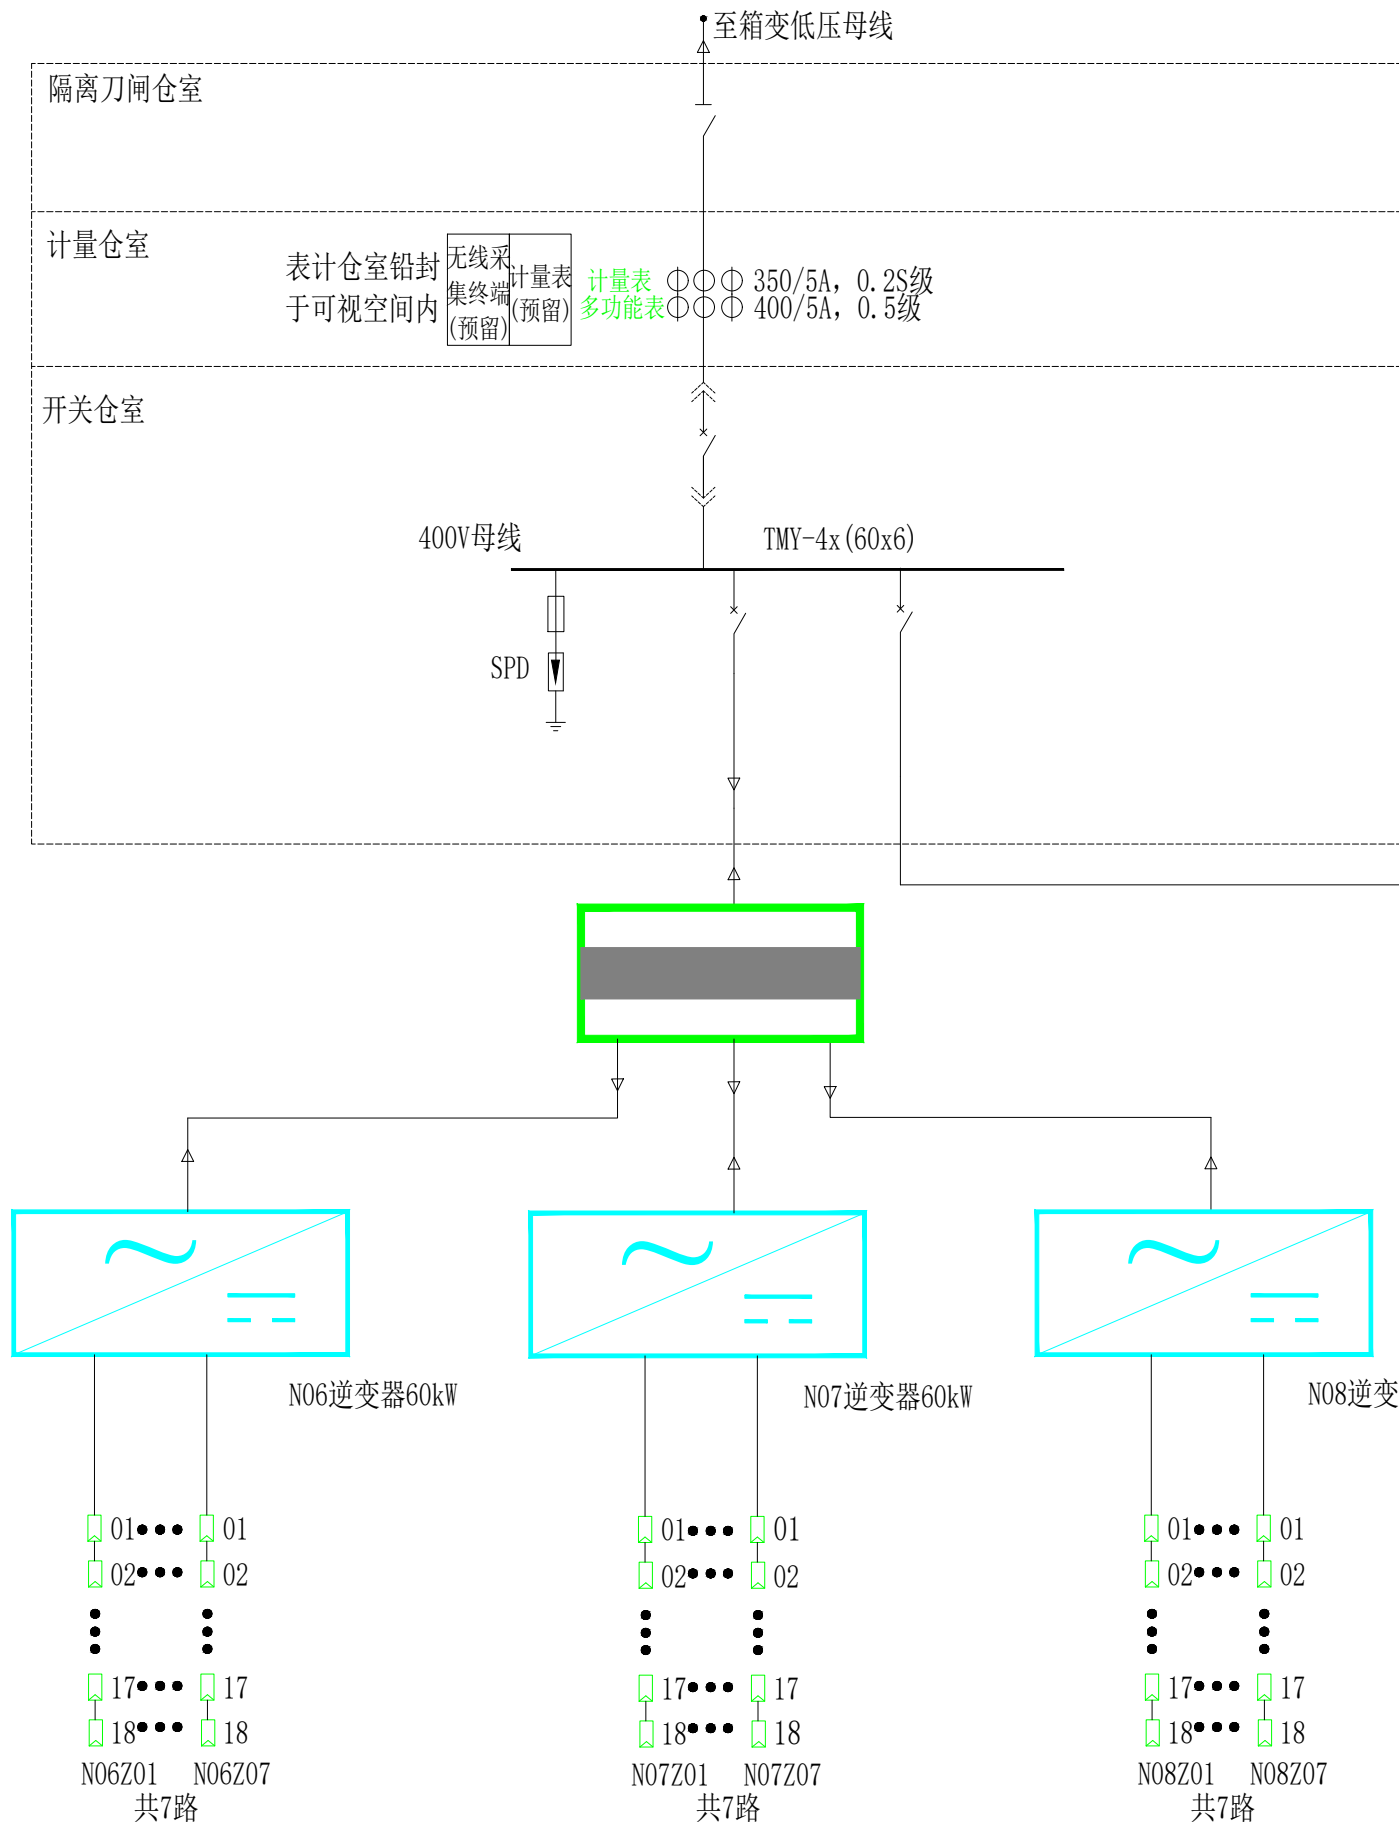 至箱变低压母线
隔离刀闸仓室
计量仓室
表计仓室铅封
于可视空间内
无线采
集终端
(预留)
计量表
(预留)
计量表
350/5A，0.2S级
多功能表
400/5A，0.5级
开关仓室
400V母线
TMY-4x(60x6)
SPD
N06逆变器60kW
N07逆变器60kW
N08逆变
01 01
02 02
17 17
18 18
N06Z01 N06Z07
共7路
01 01
02 02
17 17
18 18
N07Z01 N07Z07
共7路
01 01
02 02
17 17
18 18
N08Z01 N08Z07
共7路